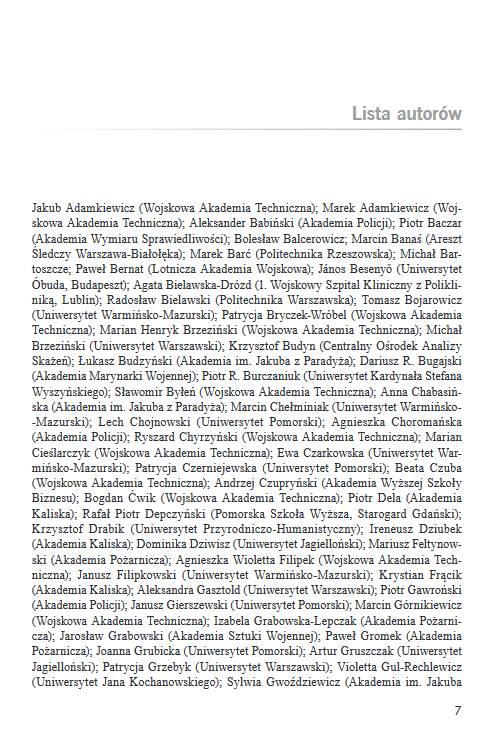 Lista autorów
Jakub Adamkiewicz (Wojskowa Akademia Techniczna); Marek Adamkiewicz (Woj-
skowa Akademia Techniczna); Aleksander Babiński (Akademia Policji); Piotr Baczar
(Akademia Wymiaru Sprawiedliwości); Bolesław Balcerowicz; Marcin Banaś (Areszt
Śledczy Warszawa-Białołęka); Marek Barć (Politechnika Rzeszowska); Michał Bar-
toszcze; Paweł Bernat (Lotnicza Akademia Wojskowa); János Besenyő (Uniwersytet
Óbuda, Budapeszt); Agata Bielawska-Drózd (1. Wojskowy Szpital Kliniczny z Polikli-
niką, Lublin); Radosław Bielawski (Politechnika Warszawska); Tomasz Bojarowicz
(Uniwersytet Warmińsko-Mazurski); Patrycja Bryczek-Wróbel (Wojskowa Akademia
Techniczna); Marian Henryk Brzeziński (Wojskowa Akademia Techniczna); Michał
Brzeziński (Uniwersytet Warszawski); Krzysztof Budyn (Centralny Ośrodek Analizy
Skażeń); Łukasz Budzyński (Akademia im. Jakuba z Paradyża); Dariusz R. Bugajski
(Akademia Marynarki Wojennej); Piotr R. Burczaniuk (Uniwersytet Kardynała Stefana
Wyszyńskiego); Sławomir Byłeń (Wojskowa Akademia Techniczna); Anna Chabasiń-
ska (Akademia im. Jakuba z Paradyża); Marcin Chełminiak (Uniwersytet Warmińsko-
-Mazurski); Lech Chojnowski (Uniwersytet Pomorski); Agnieszka Choromańska
(Akademia Policji); Ryszard Chyrzyński (Wojskowa Akademia Techniczna); Marian
Cieślarczyk (Wojskowa Akademia Techniczna); Ewa Czarkowska (Uniwersytet War-
mińsko-Mazurski); Patrycja Czerniejewska (Uniwersytet Pomorski); Beata Czuba
(Wojskowa Akademia Techniczna); Andrzej Czupryński (Akademia Wyższej Szkoły
Biznesu); Bogdan Ćwik (Wojskowa Akademia Techniczna); Piotr Dela (Akademia
Kaliska); Rafał Piotr Depczyński (Pomorska Szkoła Wyższa, Starogard Gdański);
Krzysztof Drabik (Uniwersytet Przyrodniczo-Humanistyczny); Ireneusz Dziubek
(Akademia Kaliska); Dominika Dziwisz (Uniwersytet Jagielloński); Mariusz Feltynow-
ski (Akademia Pożarnicza); Agnieszka Wioletta Filipek (Wojskowa Akademia Tech-
niczna); Janusz Filipkowski (Uniwersytet Warmińsko-Mazurski); Krystian Frącik
(Akademia Kaliska); Aleksandra Gasztold (Uniwersytet Warszawski); Piotr Gawroński
(Akademia Policji); Janusz Gierszewski (Uniwersytet Pomorski); Marcin Górnikiewicz
(Wojskowa Akademia Techniczna); Izabela Grabowska-Lepczak (Akademia Pożarni-
cza); Jarosław Grabowski (Akademia Sztuki Wojennej); Paweł Gromek (Akademia
Pożarnicza); Joanna Grubicka (Uniwersytet Pomorski); Artur Gruszczak (Uniwersytet
Jagielloński); Patrycja Grzebyk (Uniwersytet Warszawski); Violetta Gul-Rechlewicz
(Uniwersytet Jana Kochanowskiego); Sylwia Gwoździewicz (Akademia im. Jakuba
7